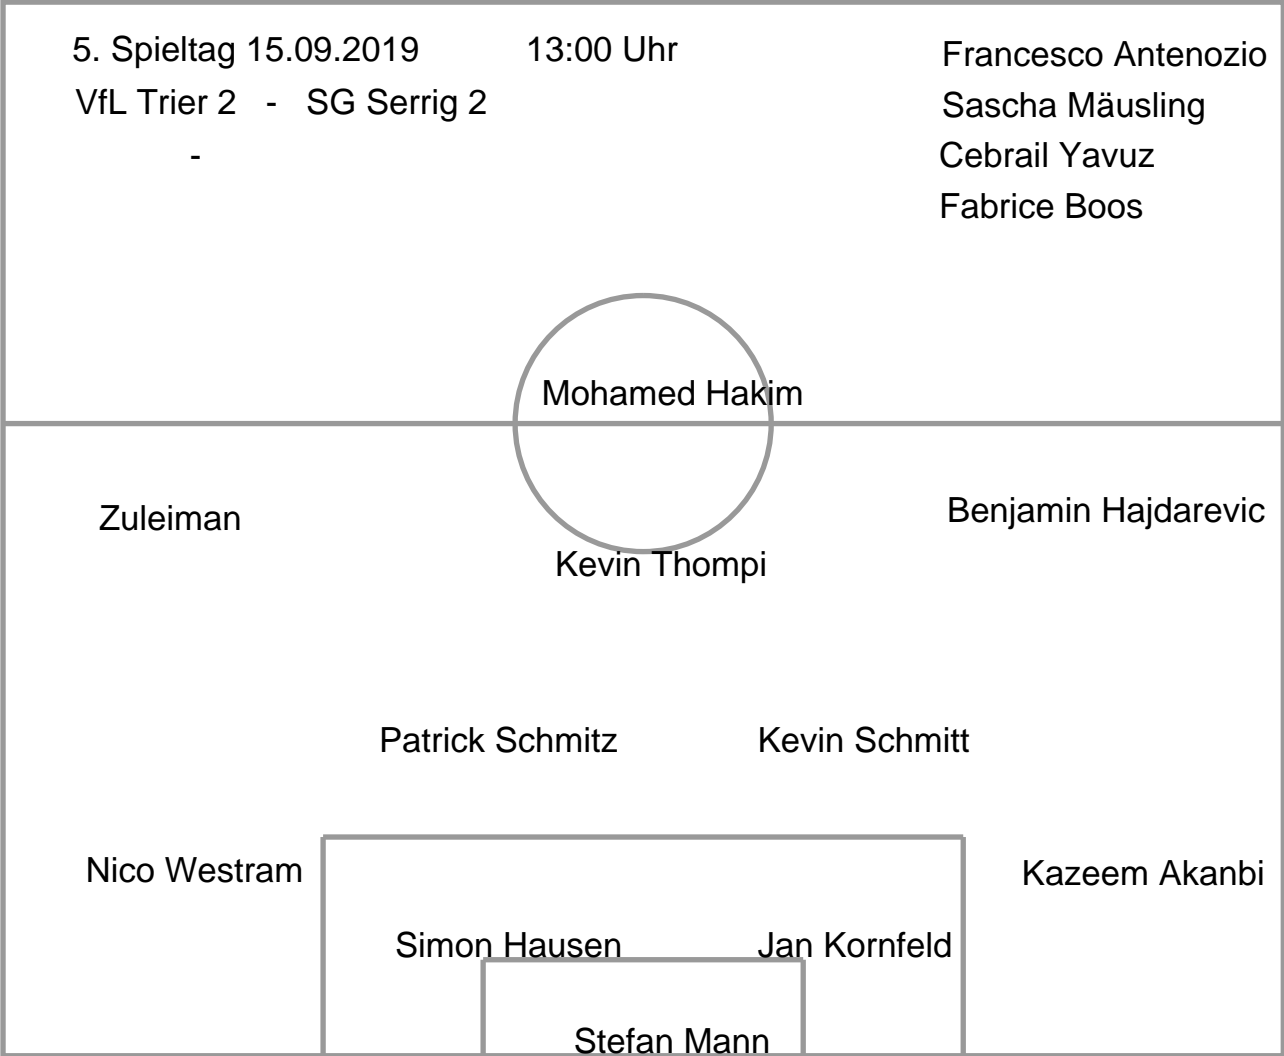 5. Spieltag 15.09.2019 13:00 Uhr
VfL Trier 2 - SG Serrig 2
-
Francesco Antenozio
Sascha Mäusling
Cebrail Yavuz
Fabrice Boos
Mohamed Hakim
Zuleiman
Benjamin Hajdarevic
Kevin Thompi
Patrick Schmitz
Kevin Schmitt
Nico Westram
Kazeem Akanbi
Simon Hausen
Jan Kornfeld
Stefan Mann